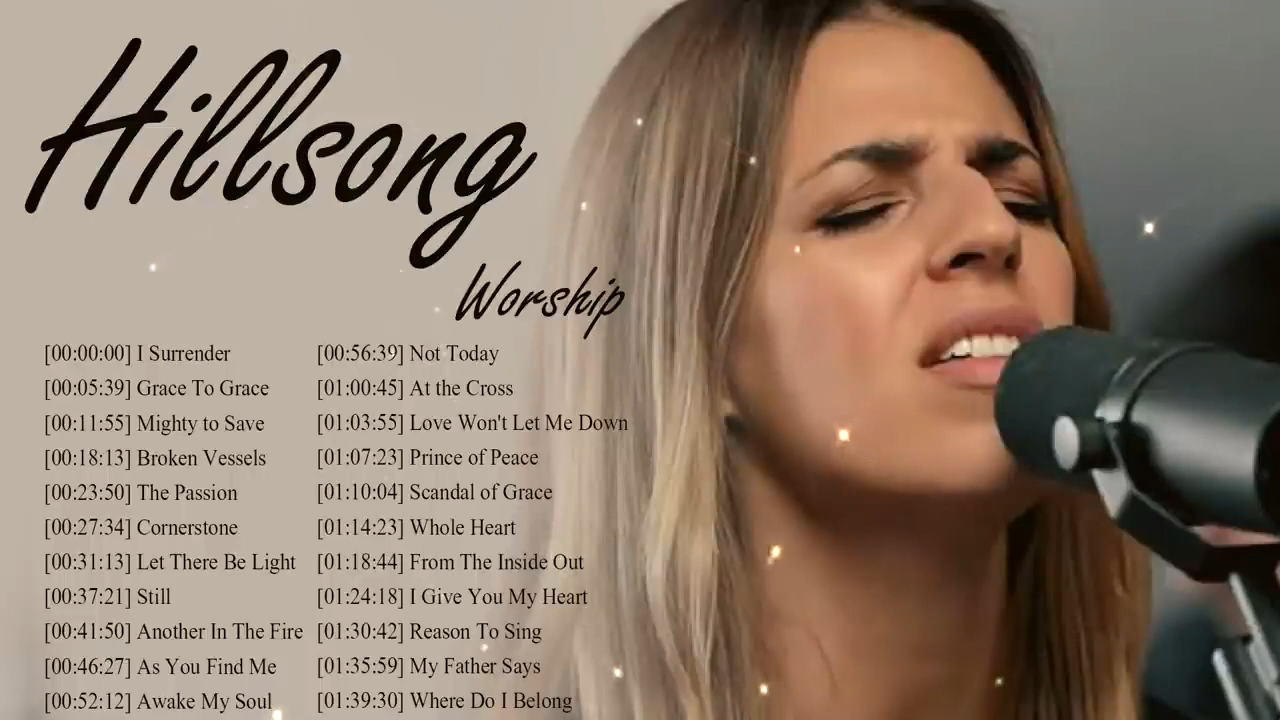 Hillsong
Worship
[00:00:00] I Surrender
[00:05:39] Grace To Grace
[00:11:55] Mighty to Save
[00:18:13] Broken Vessels
[00:23:50] The Passion
[00:27:34] Cornerstone
[00:31:13] Let There Be Light
[00:37:21] Still
[00:41:50] Another In The Fire
[00:46:27] As You Find Me
[00:52:12] Awake My Soul
[00:56:39] Not Today
[01:00:45] At the Cross
[01:03:55] Love Won't Let Me Down
[01:07:23] Prince of Peace
[01:10:04] Scandal of Grace
[01:14:23] Whole Heart
[01:18:44] From The Inside Out
[01:24:18] I Give You My Heart
[01:30:42] Reason To Sing
[01:35:59] My Father Says
[01:39:30] Where Do I Belong